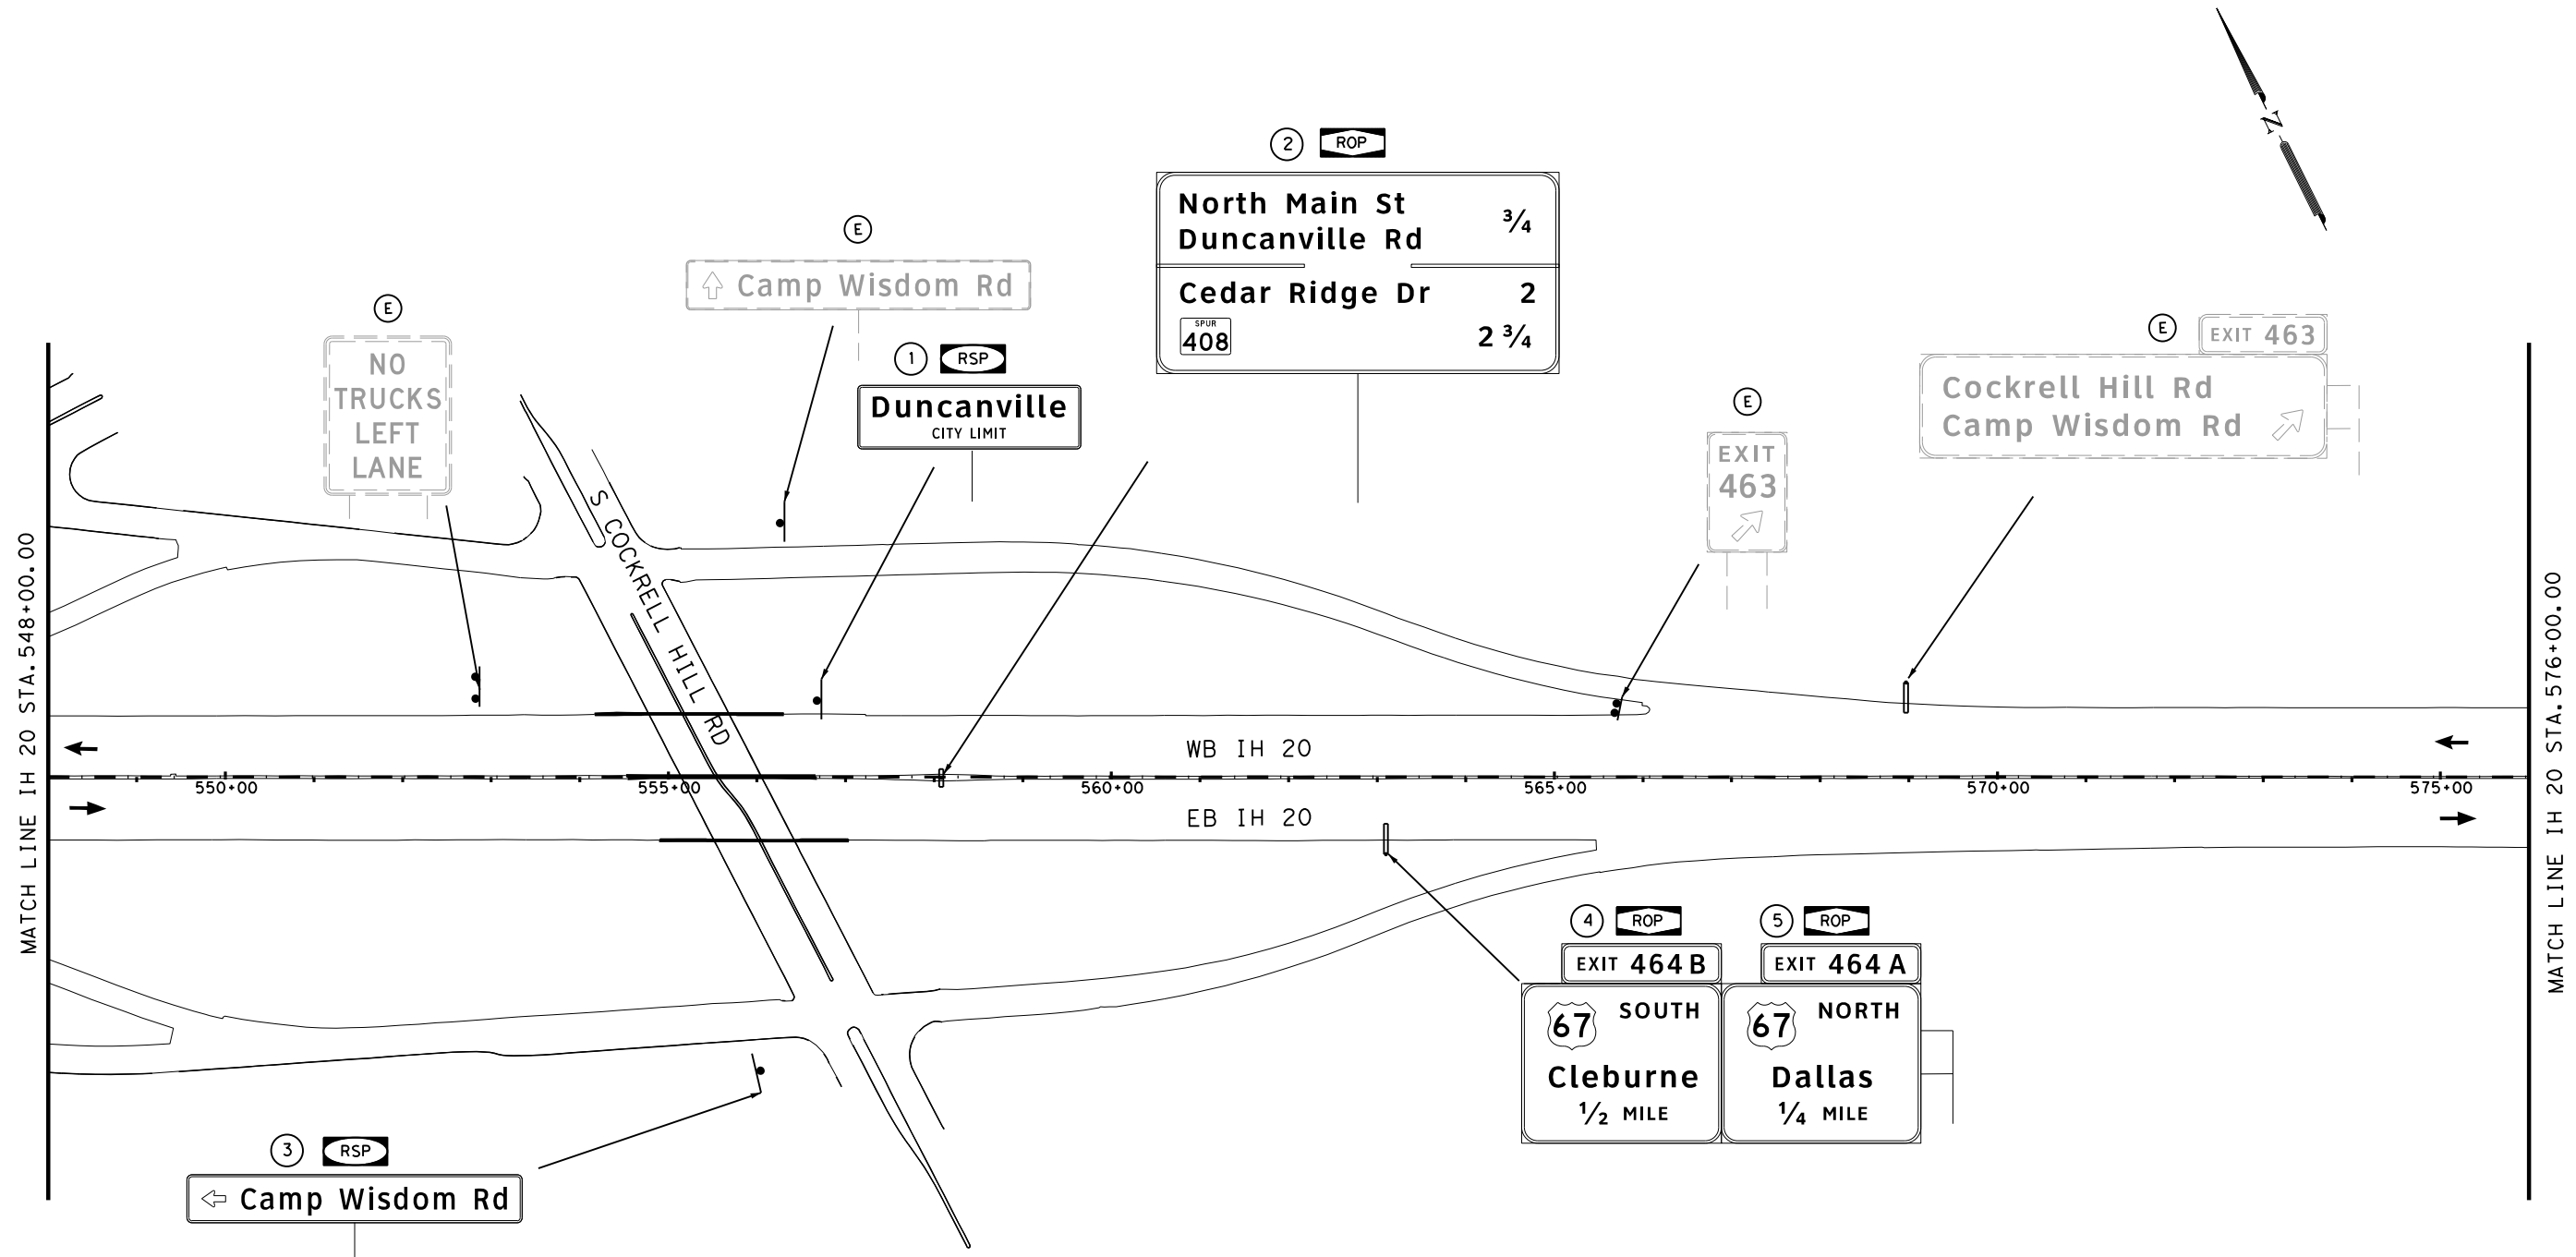 N
2 ROP
North Main St ¾
Duncanville Rd
Cedar Ridge Dr 2
SPUR
408 2 ¾
E
↑ Camp Wisdom Rd
E
NO
TRUCKS
LEFT
LANE
1 RSP
Duncanville
CITY LIMIT
E
EXIT 463
Cockrell Hill Rd
Camp Wisdom Rd
E
EXIT
463
S COCKRELL HILL RD
MATCH LINE IH 20 STA.548+00.00
MATCH LINE IH 20 STA.576+00.00
WB IH 20
550+00 555+00 560+00 565+00 570+00 575+00
EB IH 20
4 ROP
EXIT 464 B
67 SOUTH
Cleburne
½ MILE
5 ROP
EXIT 464 A
67 NORTH
Dallas
¼ MILE
3 RSP
← Camp Wisdom Rd